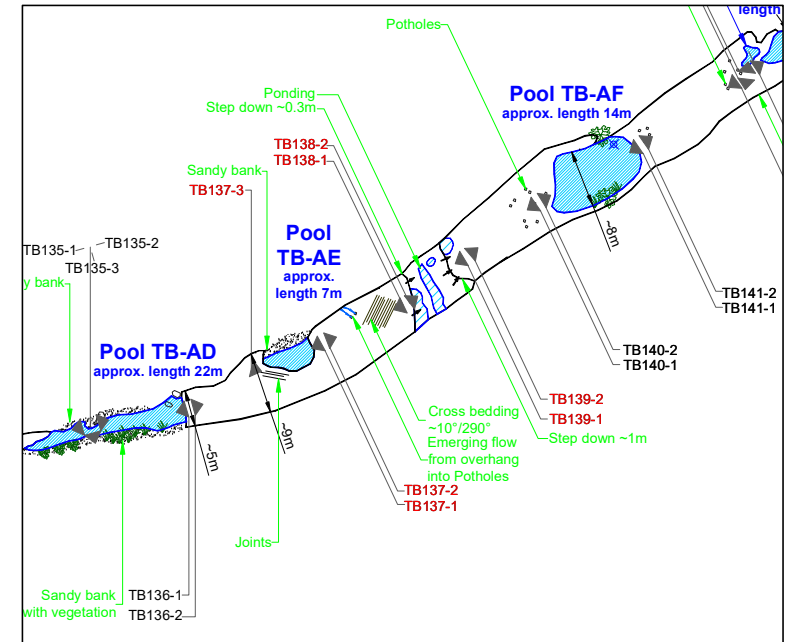 length
Potholes
Pool TB-AF
approx. length 14m
Ponding
Step down ~0.3m
TB138-2
TB138-1
Sandy bank
TB137-3
Pool
TB-AE
approx.
length 7m
~8m
TB135-1
TB135-2
TB135-3
y bank
TB141-2
TB141-1
Pool TB-AD
approx. length 22m
TB140-2
TB140-1
TB139-2
TB139-1
Step down ~1m
Cross bedding
~10°/290°
Emerging flow
from overhang
into Potholes
~9m
~5m
TB137-2
TB137-1
Joints
Sandy bank
with vegetation
TB136-1
TB136-2